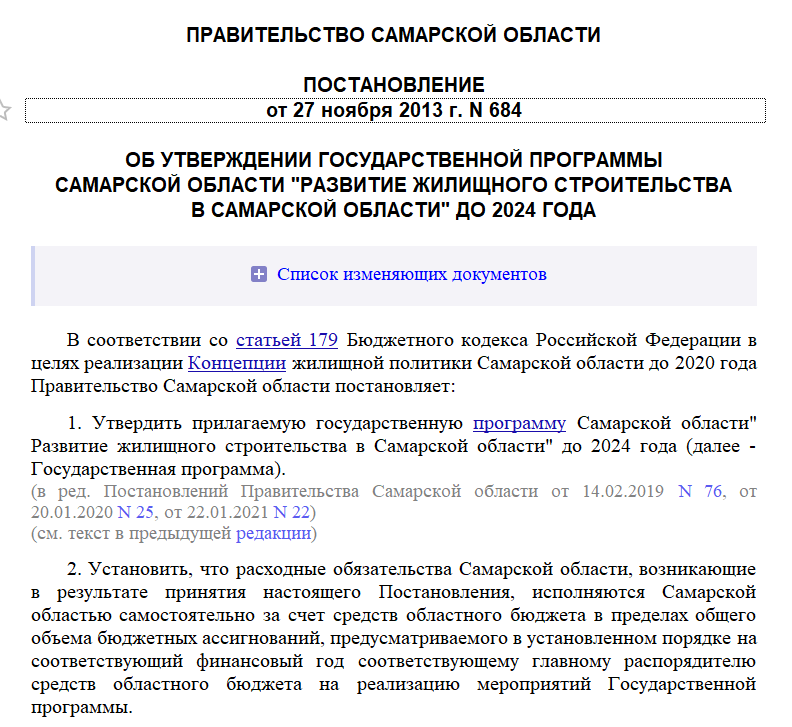 ПРАВИТЕЛЬСТВО САМАРСКОЙ ОБЛАСТИ
ПОСТАНОВЛЕНИЕ
от 27 ноября 2013 г. N 684
ОБ УТВЕРЖДЕНИИ ГОСУДАРСТВЕННОЙ ПРОГРАММЫ
САМАРСКОЙ ОБЛАСТИ "РАЗВИТИЕ ЖИЛИЩНОГО СТРОИТЕЛЬСТВА
В САМАРСКОЙ ОБЛАСТИ" ДО 2024 ГОДА
Список изменяющих документов
В соответствии со статьей 179 Бюджетного кодекса Российской Федерации в
целях реализации Концепции жилищной политики Самарской области до 2020 года
Правительство Самарской области постановляет:
1. Утвердить прилагаемую государственную программу Самарской области"
Развитие жилищного строительства в Самарской области" до 2024 года (далее -
Государственная программа).
(в ред. Постановлений Правительства Самарской области от 14.02.2019 N 76, от
20.01.2020 N 25, от 22.01.2021 N 22)
(см. текст в предыдущей редакции)
2. Установить, что расходные обязательства Самарской области, возникающие
в результате принятия настоящего Постановления, исполняются Самарской
областью самостоятельно за счет средств областного бюджета в пределах общего
объема бюджетных ассигнований, предусматриваемого в установленном порядке на
соответствующий финансовый год соответствующему главному распорядителю
средств областного бюджета на реализацию мероприятий Государственной
программы.